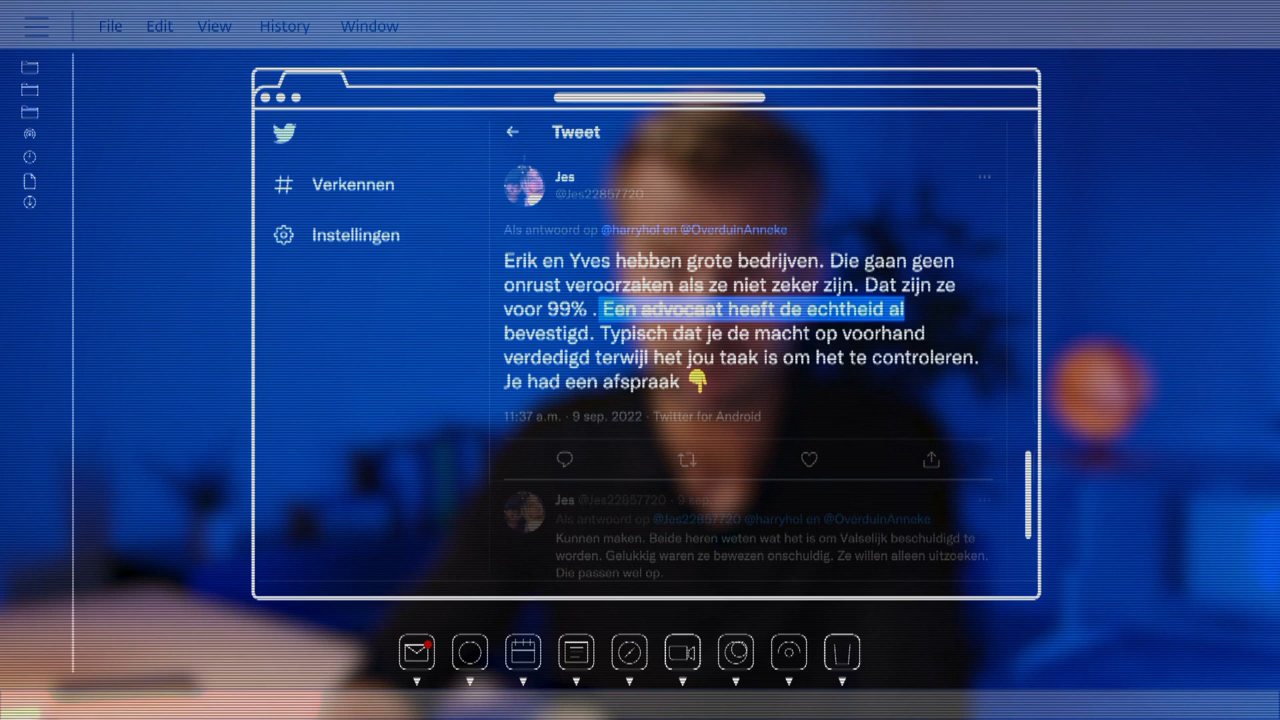 File Edit View History Window
Tweet
Verkennen
Instellingen
Jes
@Jes22857720
Als antwoord op @harryhol en @OverduinAnneke
Erik en Yves hebben grote bedrijven. Die gaan geen
onrust veroorzaken als ze niet zeker zijn. Dat zijn ze
voor 99% . Een advocaat heeft de echtheid al
bevestigd. Typisch dat je de macht op voorhand
verdedigd terwijl het jou taak is om het te controleren.
Je had een afspraak 👇
11:37 a.m. · 9 sep. 2022 · Twitter for Android
Jes @Jes22857720 · 9 sep.
Als antwoord op @Jes22857720 @harryhol en @OverduinAnneke
Kunnen maken. Beide heren weten wat het is om Valselijk beschuldigd te
worden. Gelukkig waren ze bewezen onschuldig. Ze willen alleen uitzoeken.
Die passen wel op.